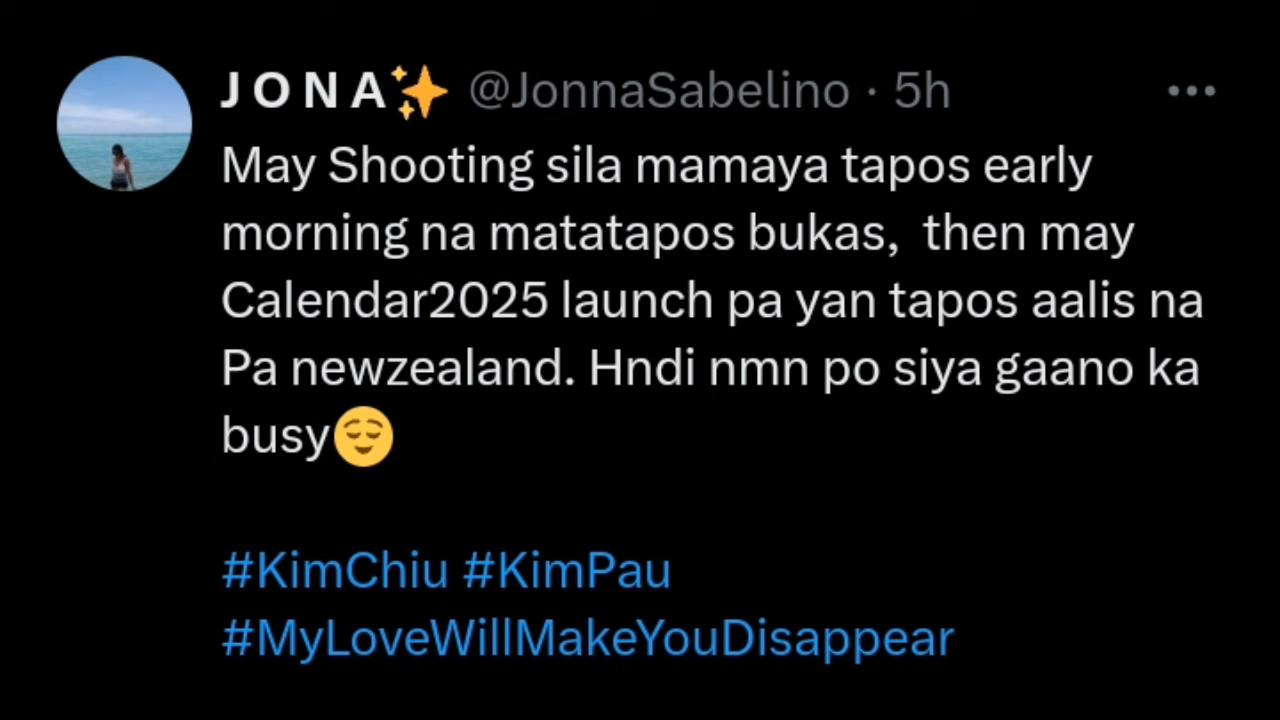 J O N A✨ @JonnaSabelino · 5h
May Shooting sila mamaya tapos early
morning na matatapos bukas,  then may
Calendar2025 launch pa yan tapos aalis na
Pa newzealand. Hndi nmn po siya gaano ka
busy😌
#KimChiu #KimPau
#MyLoveWillMakeYouDisappear